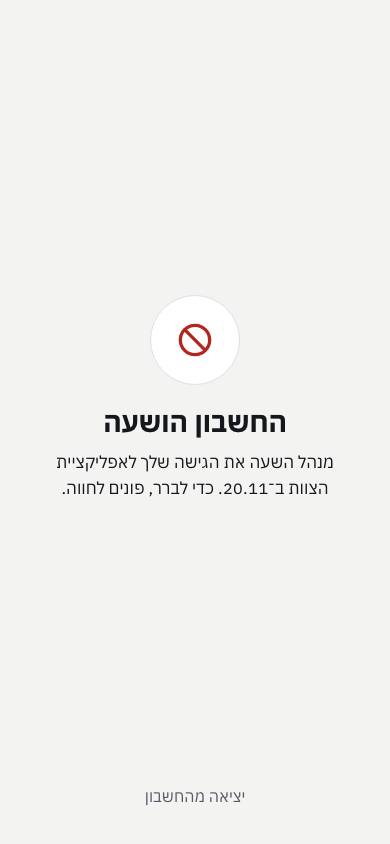 החשבון הושעה
מנהל השעה את הגישה שלך לאפליקציית
הצוות ב־20.11. כדי לברר, פונים לחווה.
יציאה מהחשבון